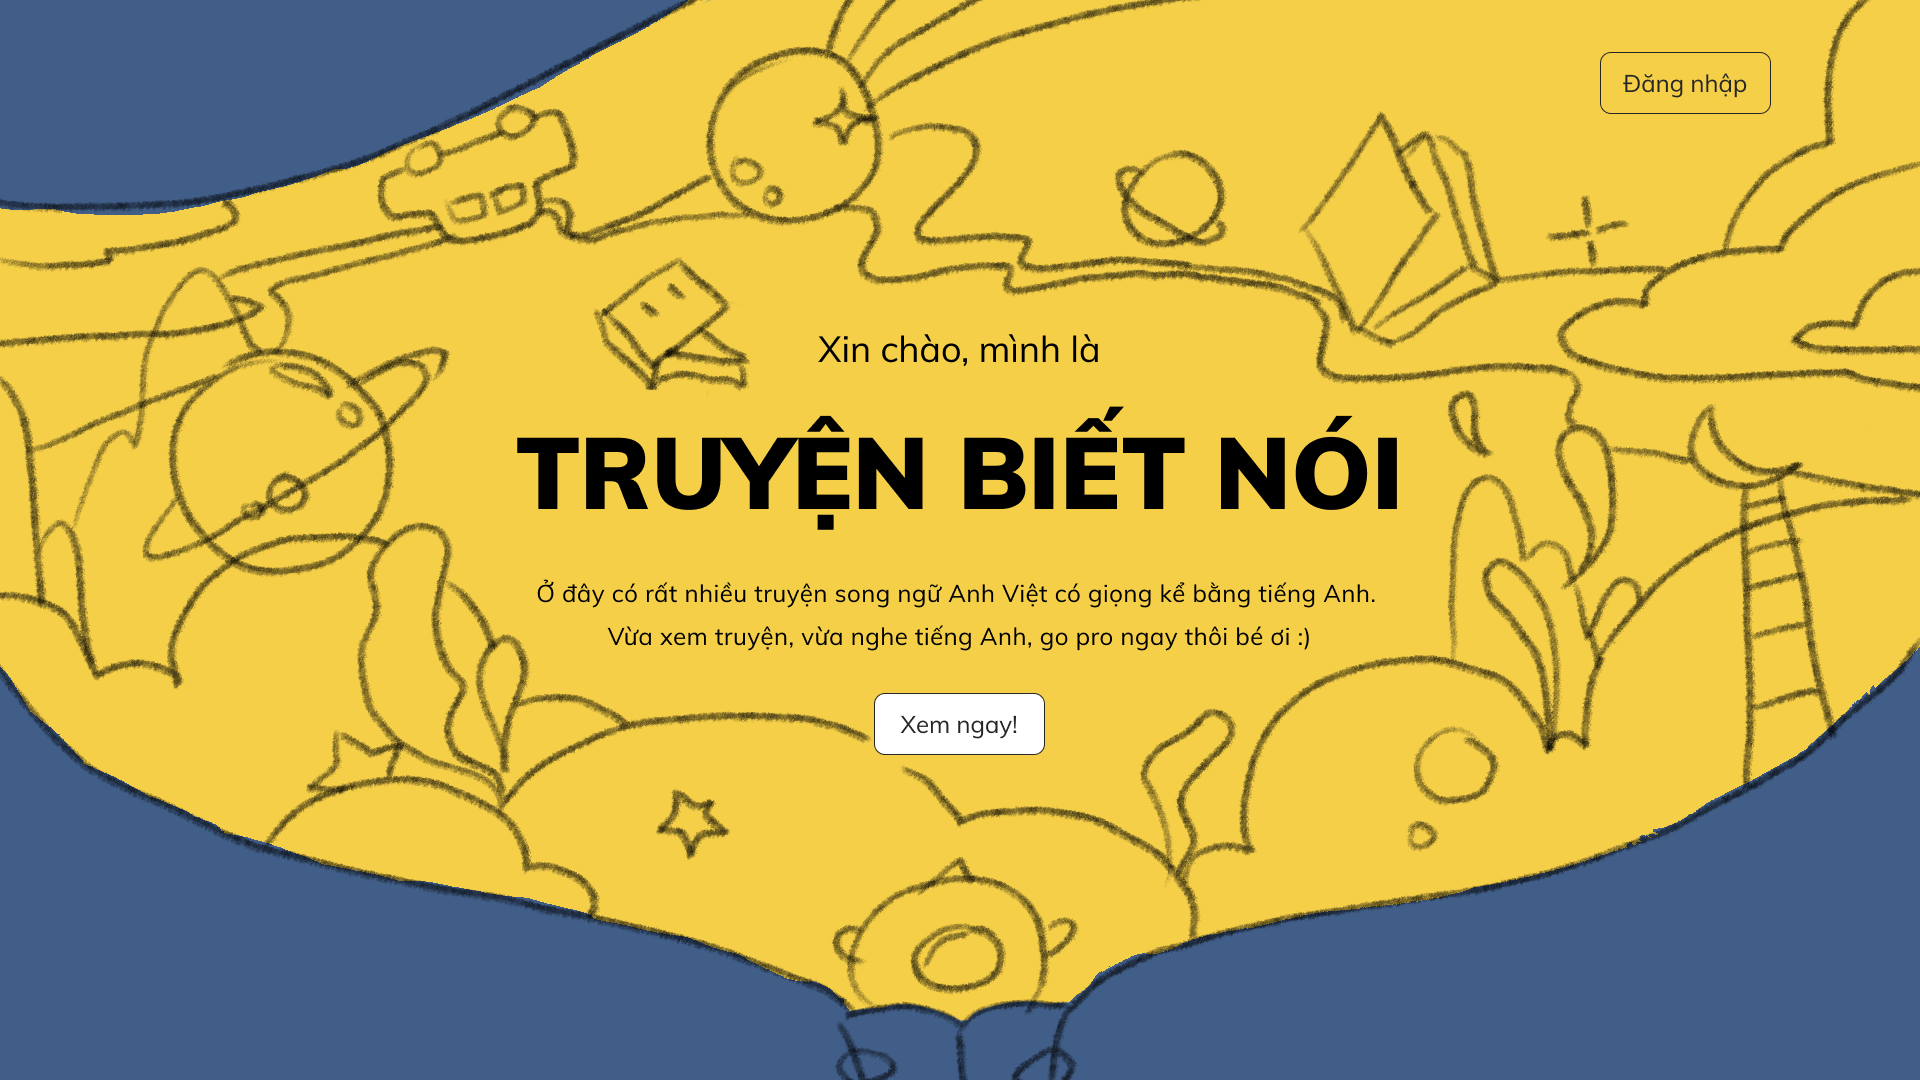 Đăng nhập
Xin chào, mình là
TRUYỆN BIẾT NÓI
Ở đây có rất nhiều truyện song ngữ Anh Việt có giọng kể bằng tiếng Anh.
Vừa xem truyện, vừa nghe tiếng Anh, go pro ngay thôi bé ơi :)
Xem ngay!